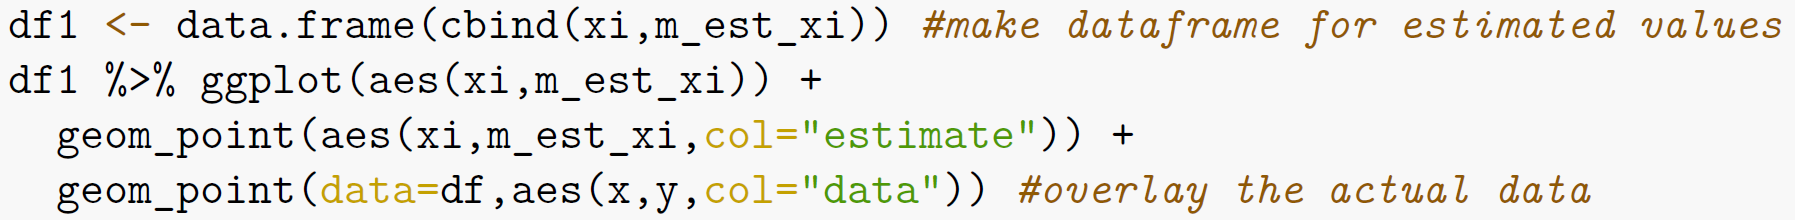 df1 <- data.frame(cbind(xi,m_est_xi)) #make dataframe for estimated values
df1 %>% ggplot(aes(xi,m_est_xi)) +
  geom_point(aes(xi,m_est_xi,col="estimate")) +
  geom_point(data=df,aes(x,y,col="data")) #overlay the actual data